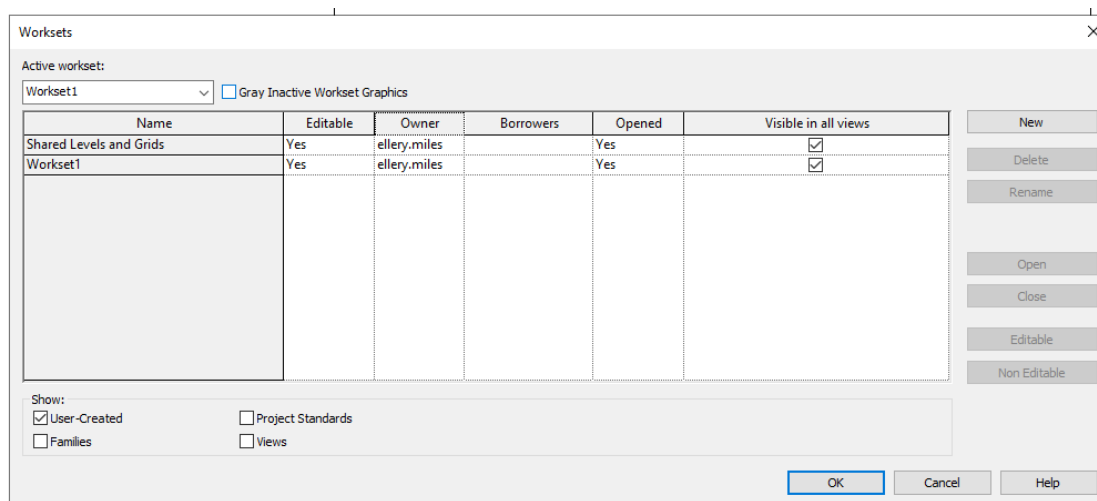 Worksets
Active workset:
Workset1 Gray Inactive Workset Graphics
Name Editable Owner Borrowers Opened Visible in all views New
Shared Levels and Grids Yes ellery.miles Yes
Workset1 Yes ellery.miles Yes Delete
Rename
Open
Close
Editable
Non Editable
Show:
User-Created Project Standards
Families Views
OK Cancel Help